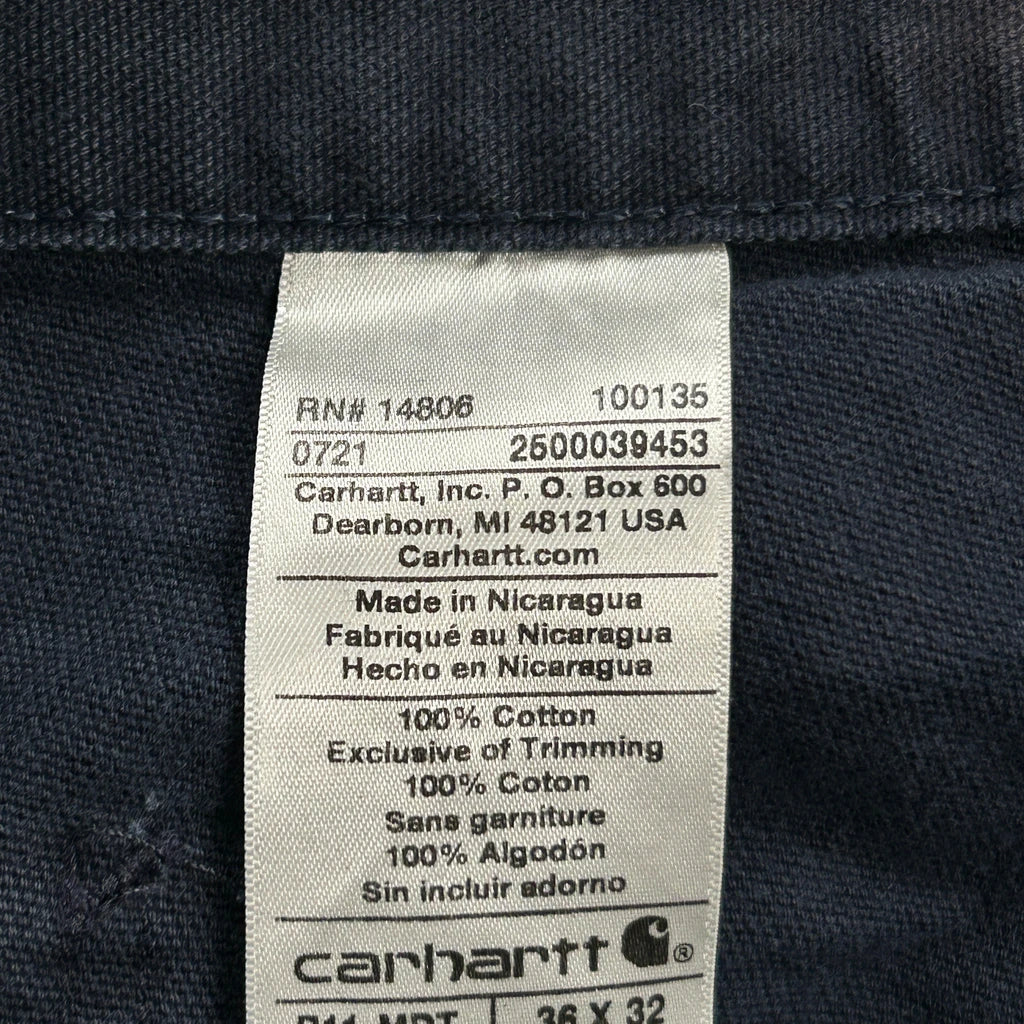 RN# 14806 100135
0721 2500039453
Carhartt, Inc. P. O. Box 600
Dearborn, MI 48121 USA
Carhartt.com
Made in Nicaragua
Fabriqué au Nicaragua
Hecho en Nicaragua
100% Cotton
Exclusive of Trimming
100% Coton
Sans garniture
100% Algodón
Sin incluir adorno
carhartt ®
B11-MDT 36 X 32